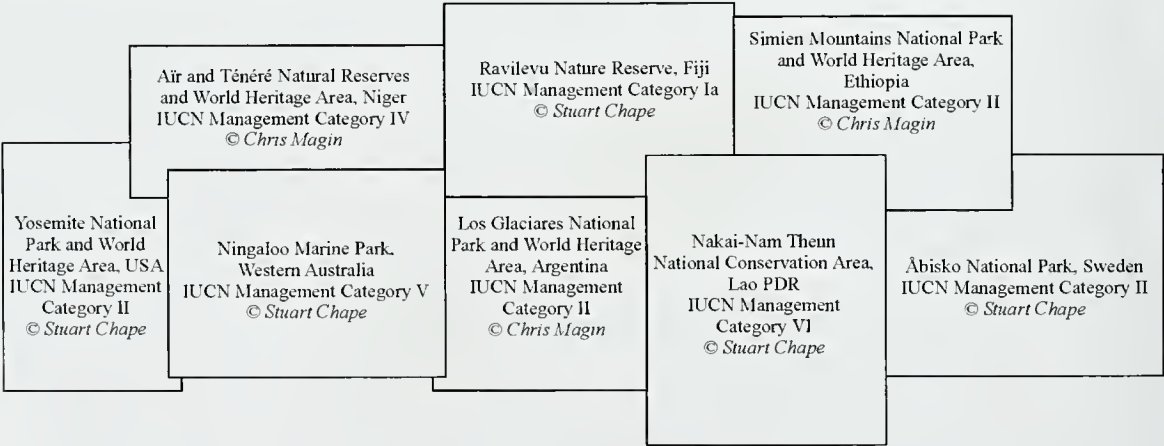 Aïr and Ténéré Natural Reserves
and World Heritage Area, Niger
IUCN Management Category IV
© Chris Magin
Ravilevu Nature Reserve, Fiji
IUCN Management Category Ia
© Stuart Chape
Simien Mountains National Park
and World Heritage Area,
Ethiopia
IUCN Management Category II
© Chris Magin
Yosemite National
Park and World
Heritage Area, USA
IUCN Management
Category II
© Stuart Chape
Ningaloo Marine Park,
Western Australia
IUCN Management Category V
© Stuart Chape
Los Glaciares National
Park and World Heritage
Area, Argentina
IUCN Management
Category II
© Chris Magin
Nakai-Nam Theun
National Conservation Area,
Lao PDR
IUCN Management
Category VI
© Stuart Chape
Åbisko National Park, Sweden
IUCN Management Category II
© Stuart Chape